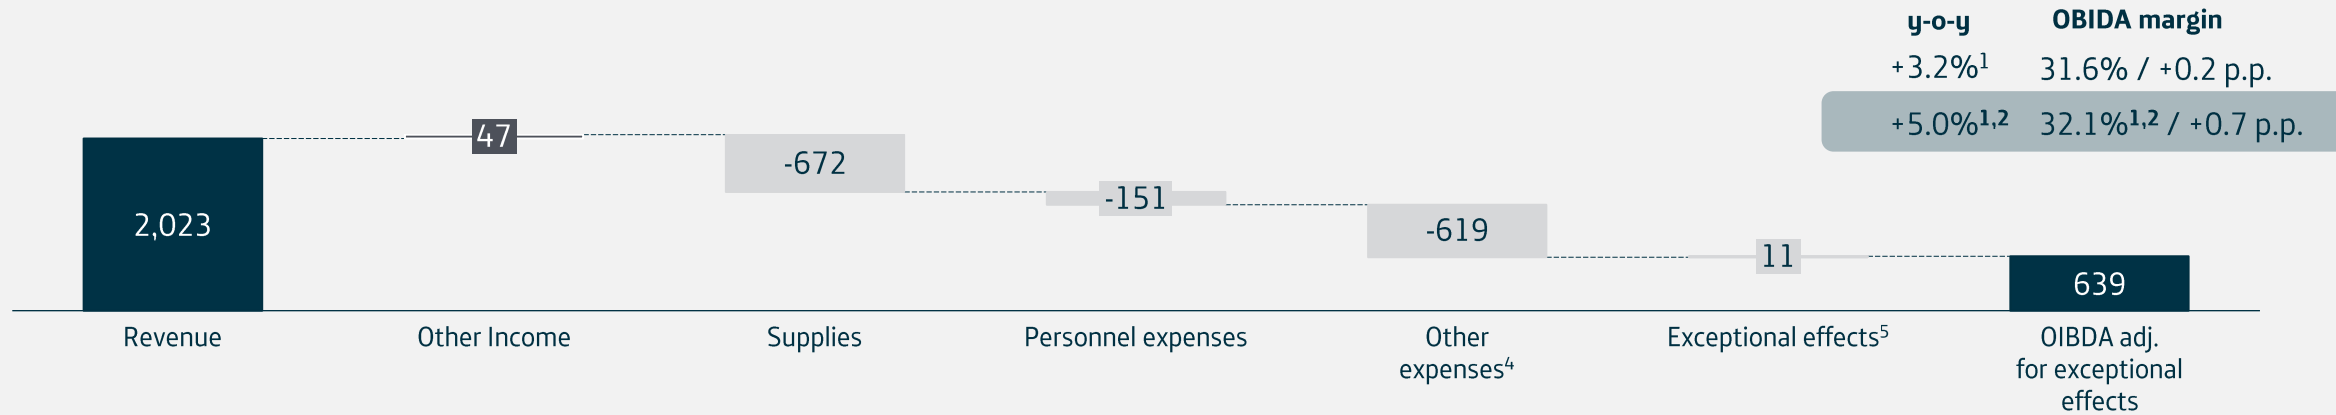 y-o-y OBIDA margin
+3.2%¹ 31.6% / +0.2 p.p.
+5.0%¹,² 32.1%¹,² / +0.7 p.p.
2,023
47
-672
-151
-619
11
639
Revenue
Other Income
Supplies
Personnel expenses
Other
expenses⁴
Exceptional effects⁵
OIBDA adj.
for exceptional
effects